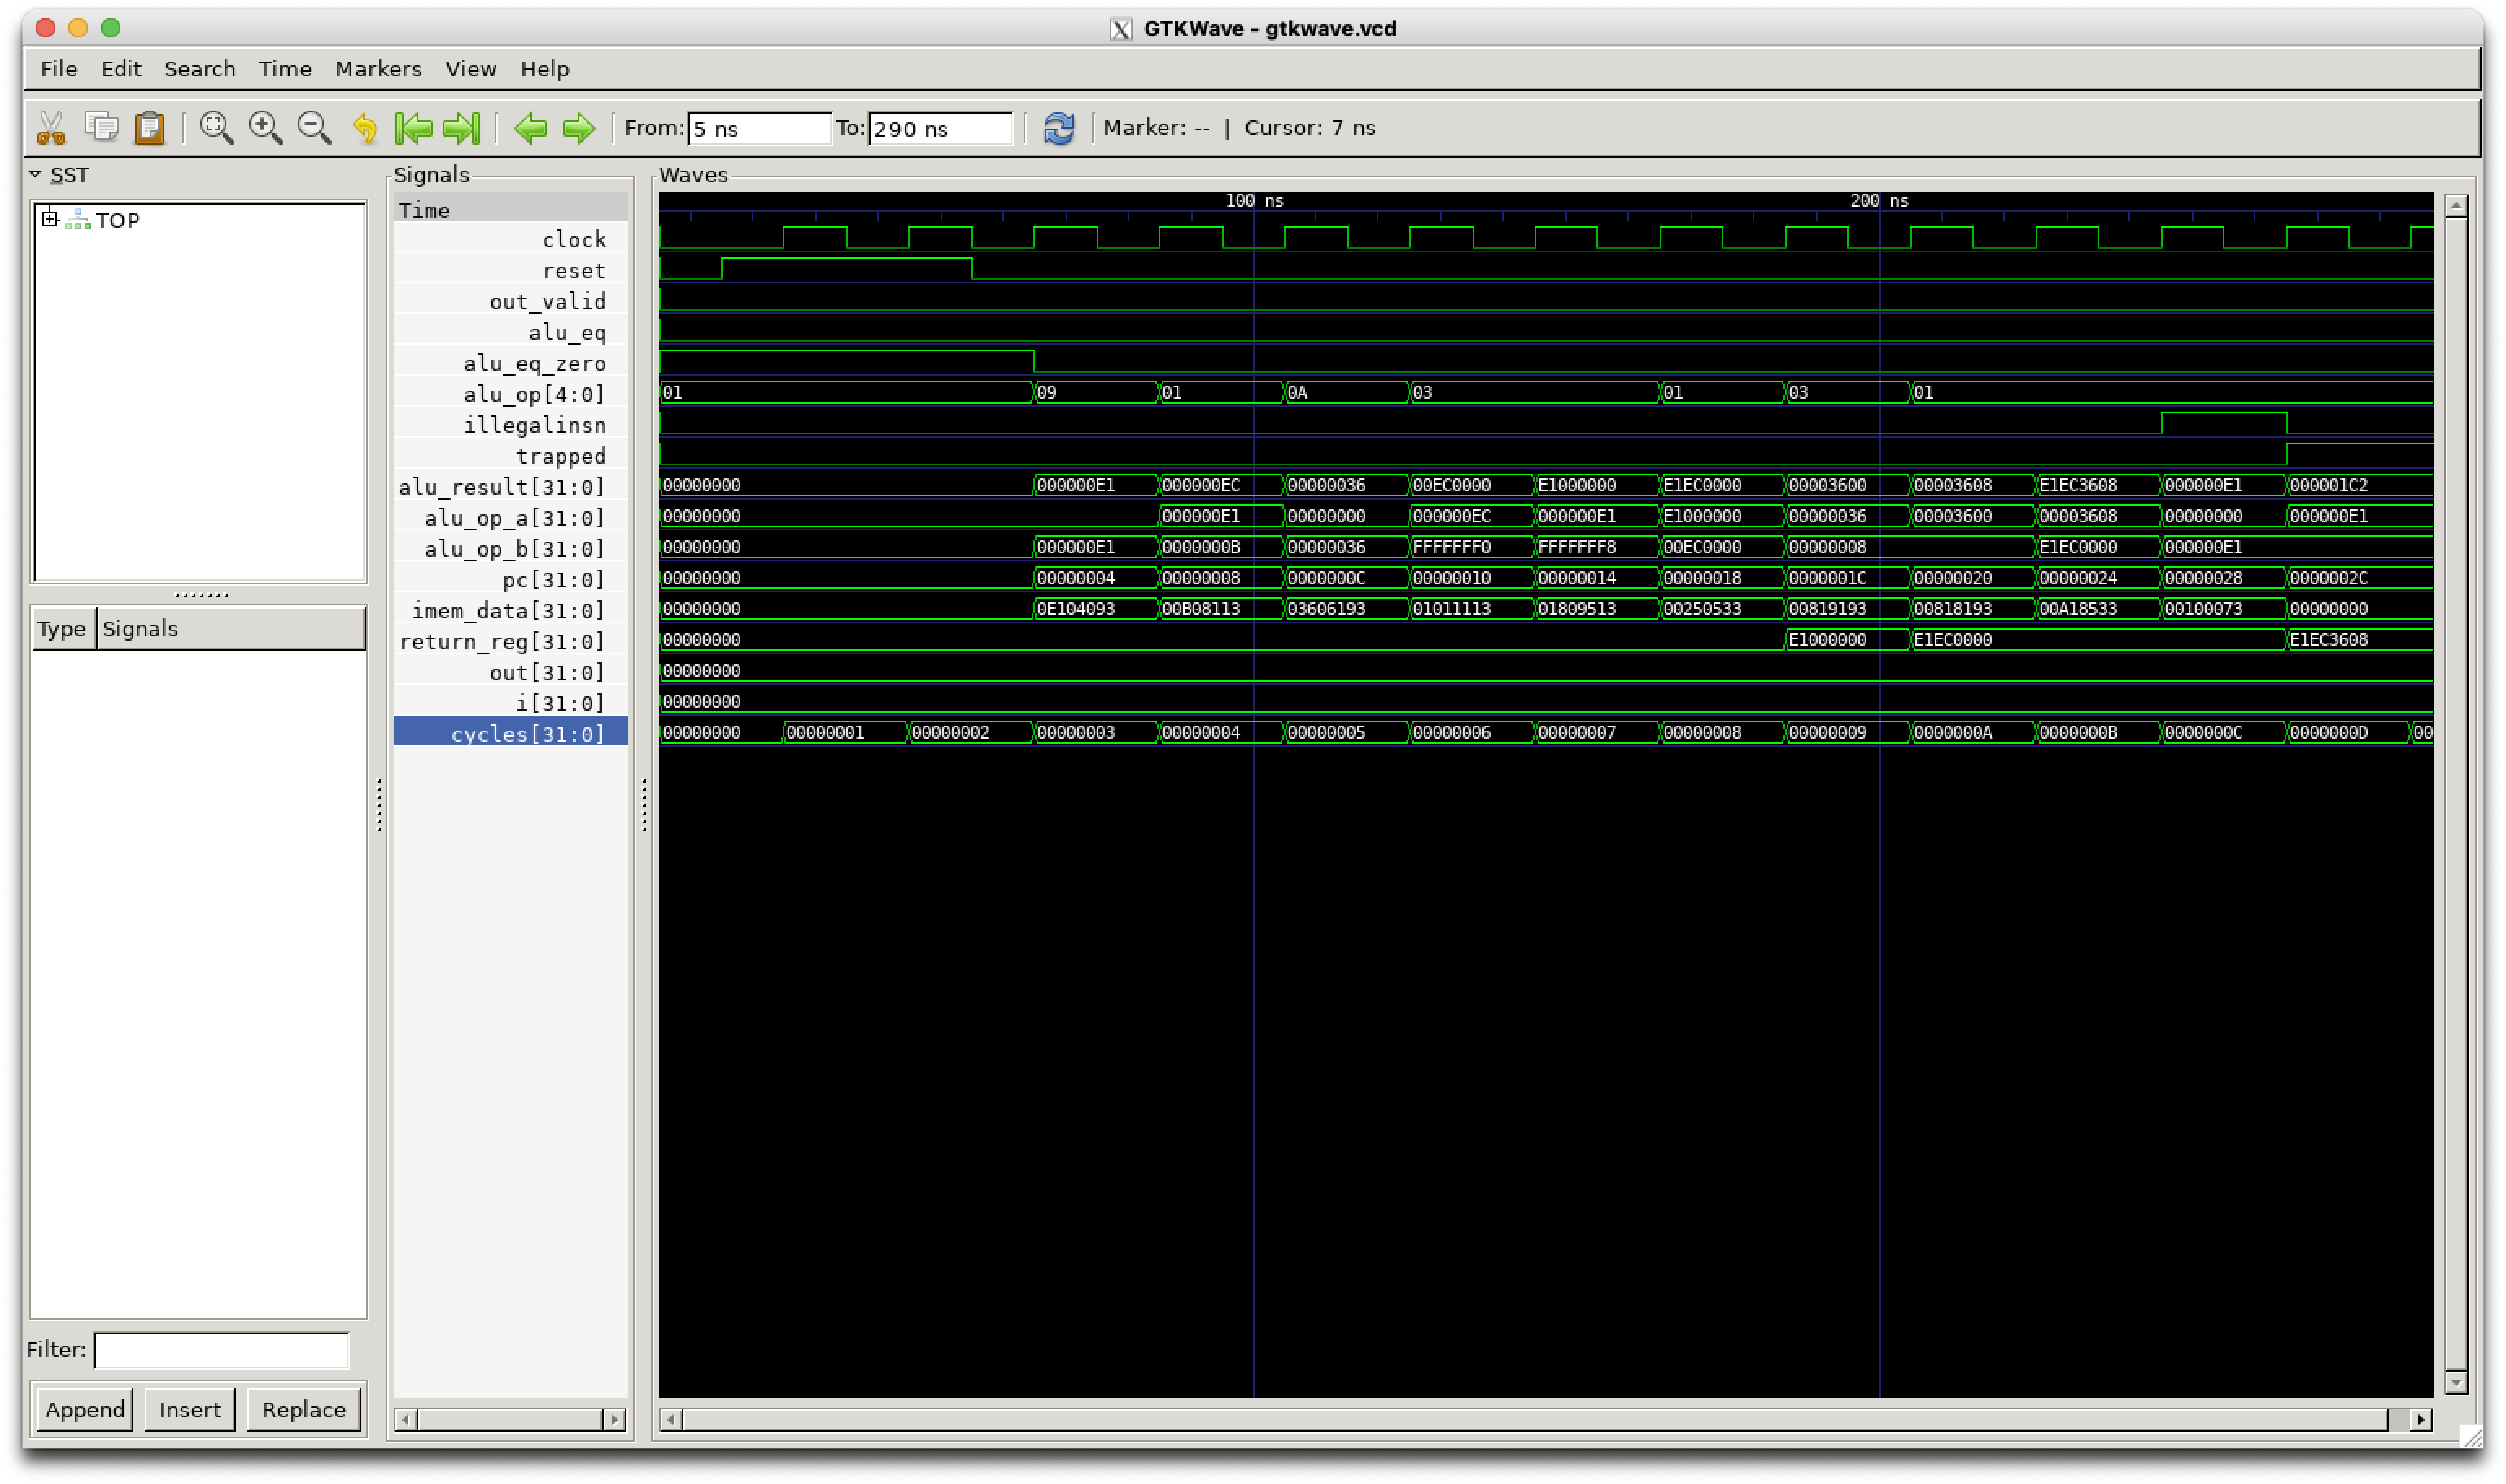 GTKWave - gtkwave.vcd
File Edit Search Time Markers View Help
From: 5 ns To: 290 ns Marker: -- | Cursor: 7 ns
SST
TOP
Type Signals
Filter:
Append Insert Replace
Signals
Time
clock
reset
out_valid
alu_eq
alu_eq_zero
alu_op[4:0]
illegalinsn
trapped
alu_result[31:0]
alu_op_a[31:0]
alu_op_b[31:0]
pc[31:0]
imem_data[31:0]
return_reg[31:0]
out[31:0]
i[31:0]
cycles[31:0]
Waves
100 ns 200 ns
01 09 01 0A 03 01 03 01
00000000 000000E1 000000EC 00000036 00EC0000 E1000000 E1EC0000 00003600 00003608 E1EC3608 000000E1 000001C2
00000000 000000E1 00000000 000000EC 000000E1 E1000000 00000036 00003600 00003608 00000000 000000E1
00000000 000000E1 0000000B 00000036 FFFFFFF0 FFFFFFF8 00EC0000 00000008 E1EC0000 000000E1
00000000 00000004 00000008 0000000C 00000010 00000014 00000018 0000001C 00000020 00000024 00000028 0000002C
00000000 0E104093 00B08113 03606193 01011113 01809513 00250533 00819193 00818193 00A18533 00100073 00000000
00000000 E1000000 E1EC0000 E1EC3608
00000000
00000000
00000000 00000001 00000002 00000003 00000004 00000005 00000006 00000007 00000008 00000009 0000000A 0000000B 0000000C 0000000D 00